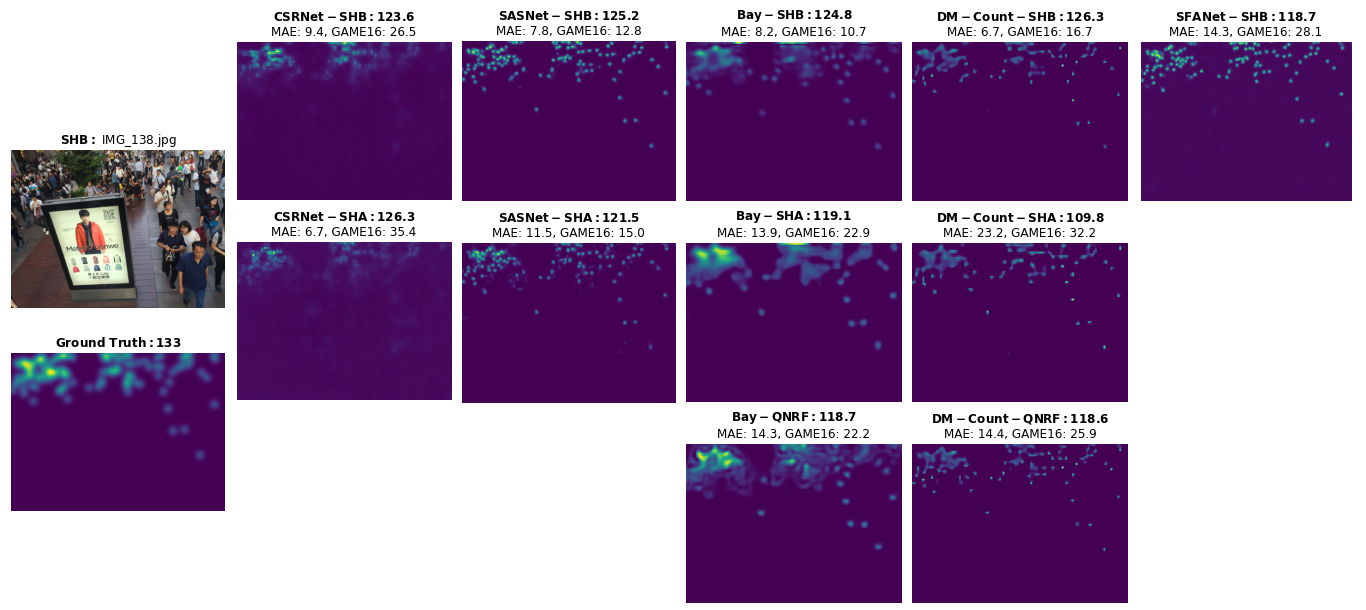 CSRNet − SHB : 123.6
MAE: 9.4, GAME16: 26.5
SASNet − SHB : 125.2
MAE: 7.8, GAME16: 12.8
Bay − SHB : 124.8
MAE: 8.2, GAME16: 10.7
DM − Count − SHB : 126.3
MAE: 6.7, GAME16: 16.7
SFANet − SHB : 118.7
MAE: 14.3, GAME16: 28.1
SHB : IMG_138.jpg
CSRNet − SHA : 126.3
MAE: 6.7, GAME16: 35.4
SASNet − SHA : 121.5
MAE: 11.5, GAME16: 15.0
Bay − SHA : 119.1
MAE: 13.9, GAME16: 22.9
DM − Count − SHA : 109.8
MAE: 23.2, GAME16: 32.2
Ground Truth : 133
Bay − QNRF : 118.7
MAE: 14.3, GAME16: 22.2
DM − Count − QNRF : 118.6
MAE: 14.4, GAME16: 25.9